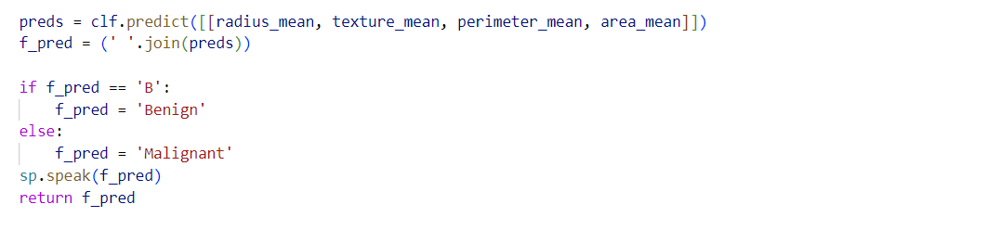 preds = clf.predict([[radius_mean, texture_mean, perimeter_mean, area_mean]])
f_pred = (' '.join(preds))

if f_pred == 'B':
    f_pred = 'Benign'
else:
    f_pred = 'Malignant'
sp.speak(f_pred)
return f_pred